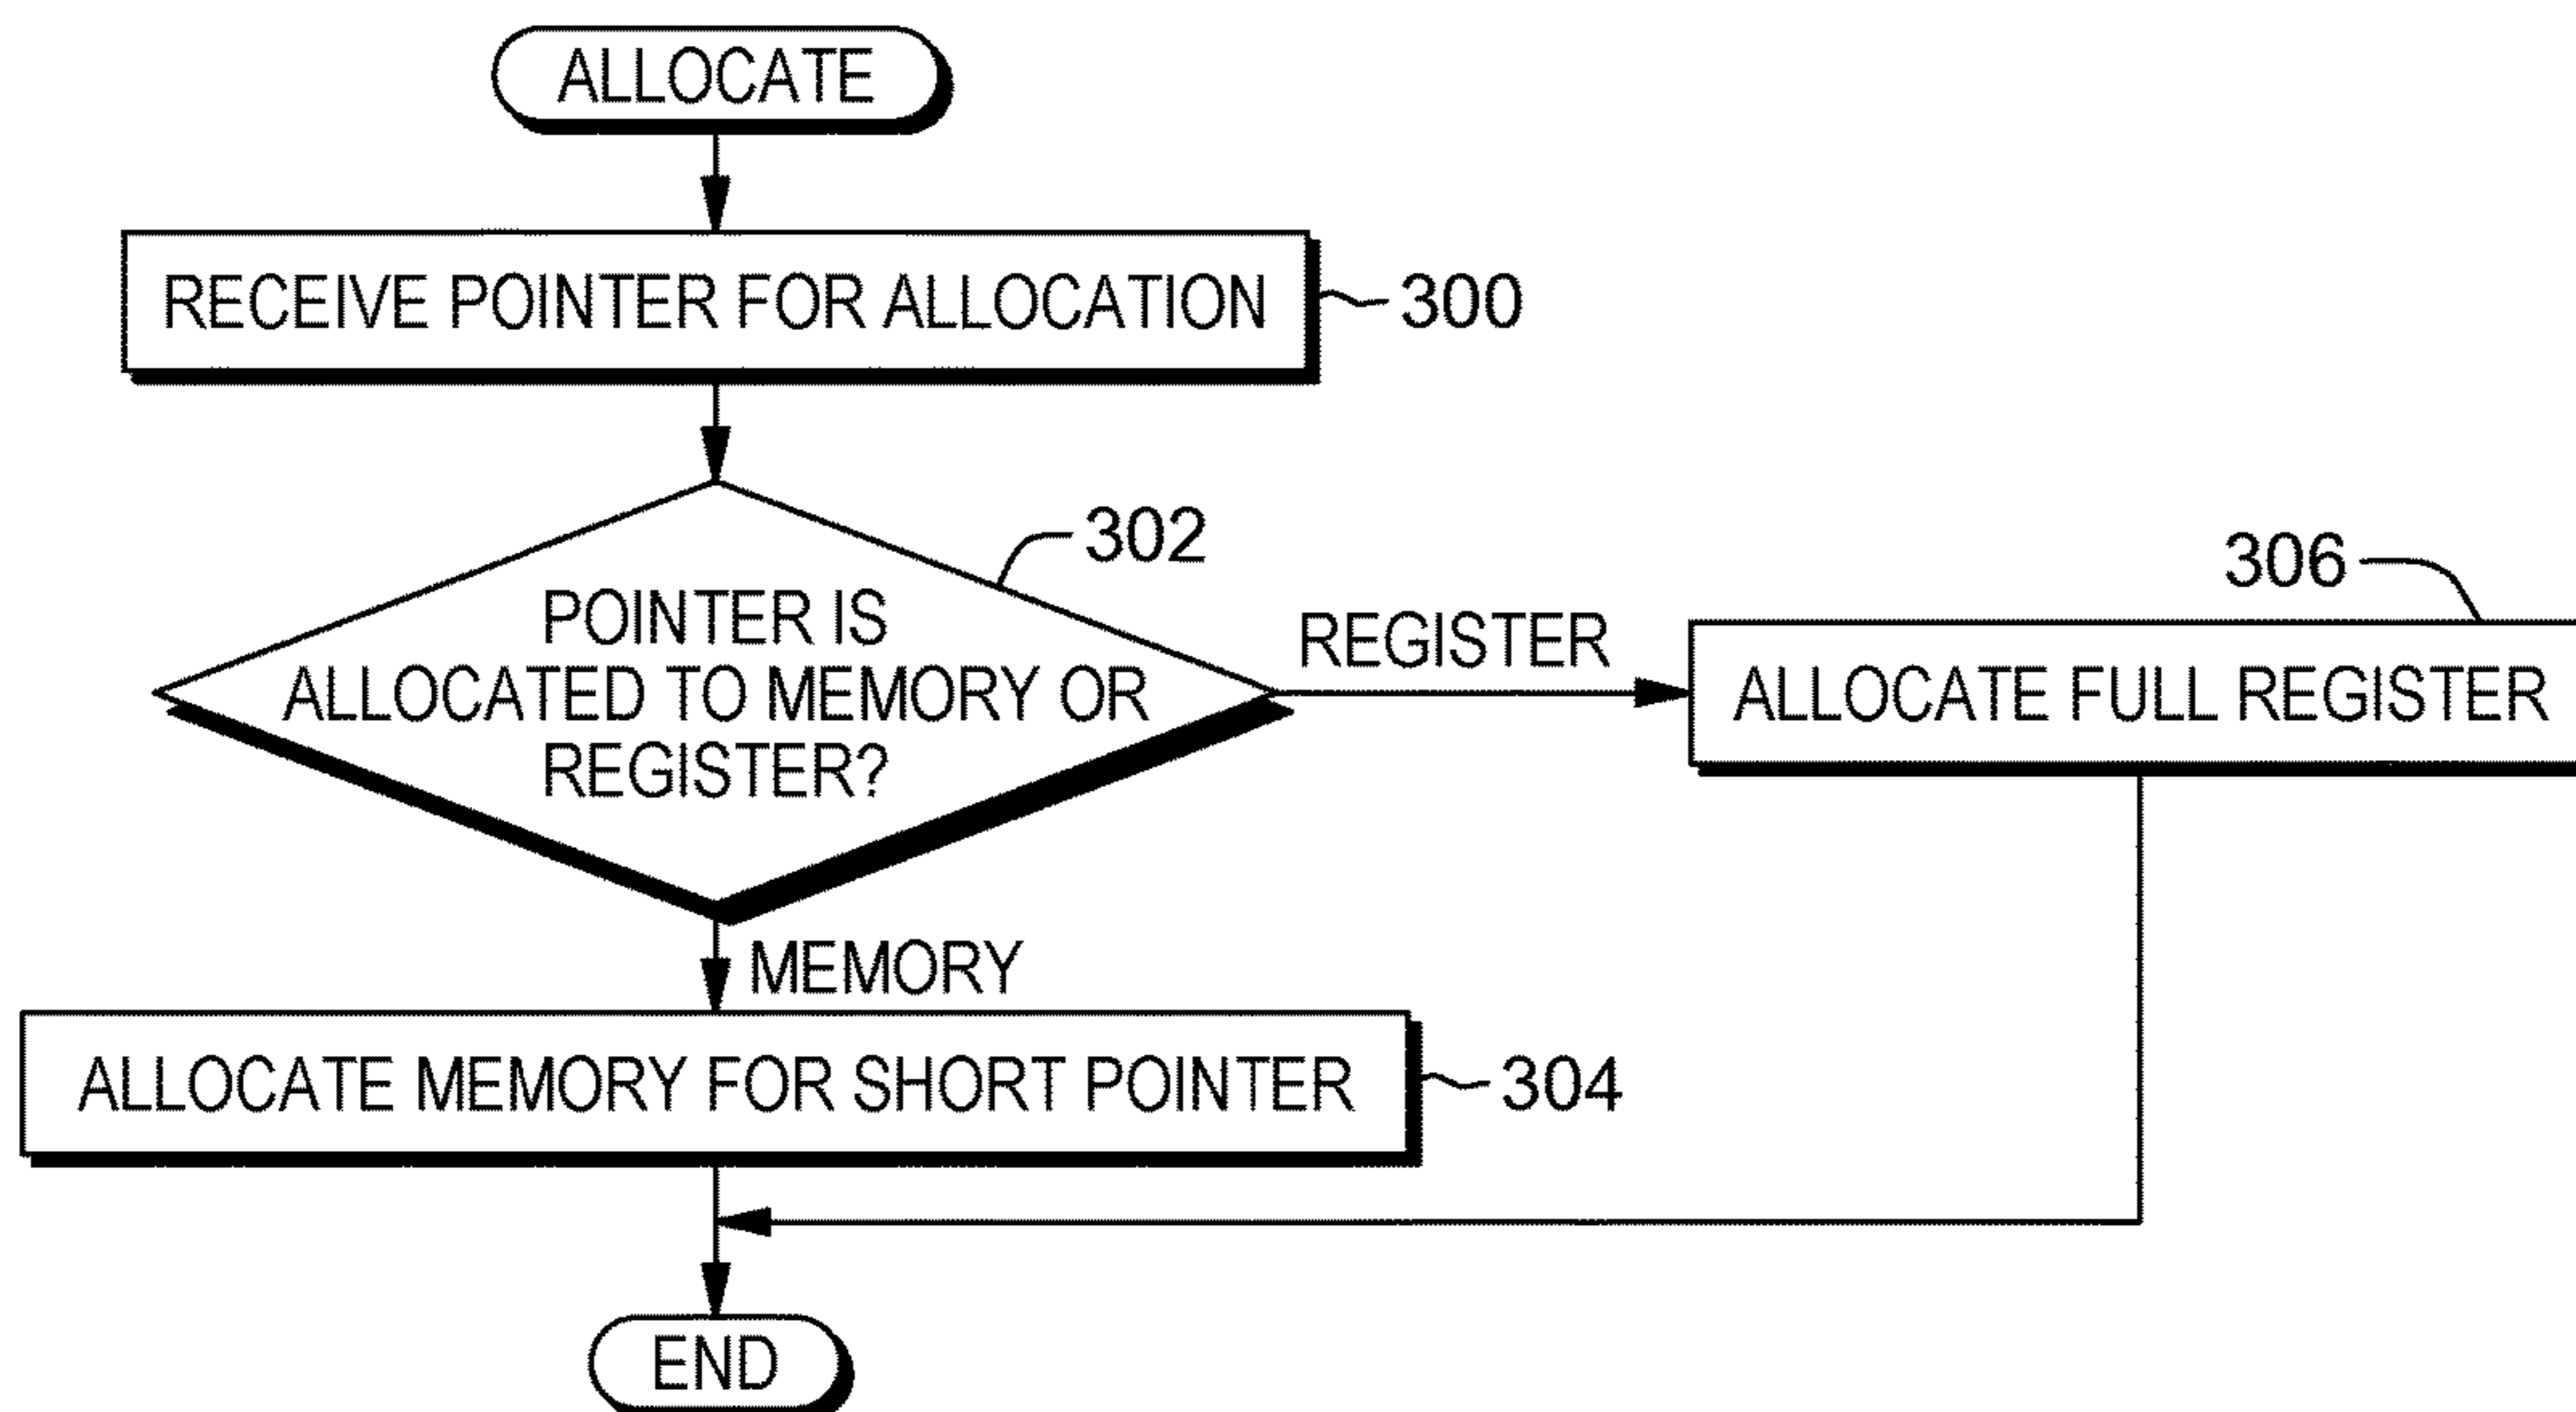 ALLOCATE
RECEIVE POINTER FOR ALLOCATION
300
302
POINTER IS
ALLOCATED TO MEMORY OR
REGISTER?
REGISTER
306
ALLOCATE FULL REGISTER
MEMORY
ALLOCATE MEMORY FOR SHORT POINTER
304
END